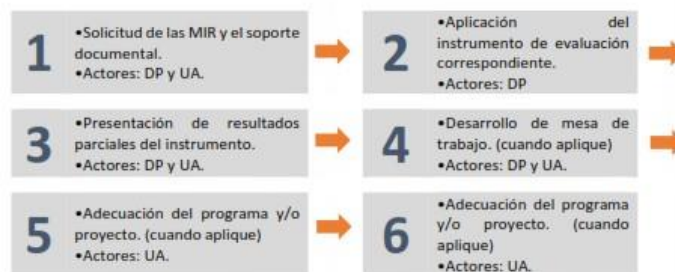 1
•Solicitud de las MIR y el soporte
documental.
•Actores: DP y UA.
2
•Aplicación del
instrumento de evaluación
correspondiente.
•Actores: DP
3
•Presentación de resultados
parciales del instrumento.
•Actores: DP y UA.
4
•Desarrollo de mesa de
trabajo. (cuando aplique)
•Actores: DP y UA.
5
•Adecuación del programa y/o
proyecto. (cuando aplique)
•Actores: UA.
6
•Adecuación del programa
y/o proyecto. (cuando
aplique)
•Actores: UA.